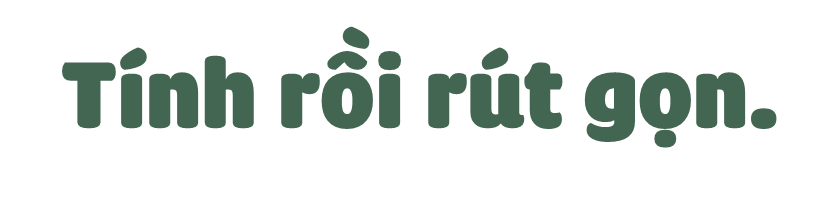 Tính rồi rút gọn.